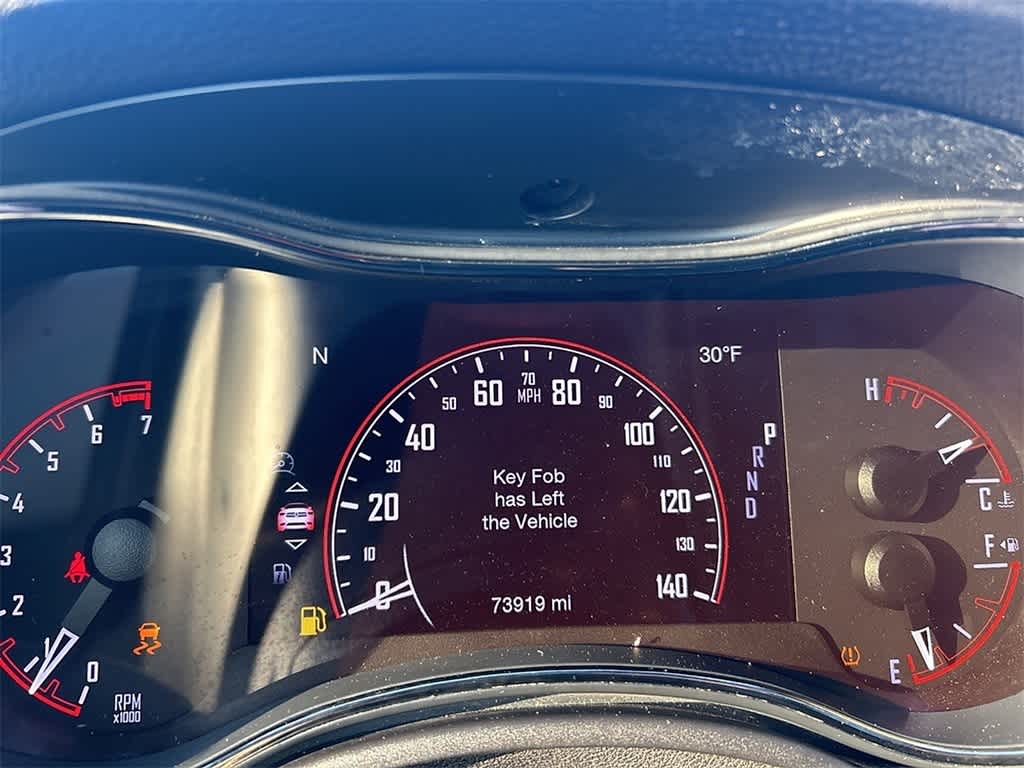 N
30°F
7
6
5
4
3
2
1
0
RPM
x1000
0
10
20
30
40
50
60
70
MPH
80
90
100
110
120
130
140
Key Fob
has Left
the Vehicle
73919 mi
P
R
N
D
H
C
F
E